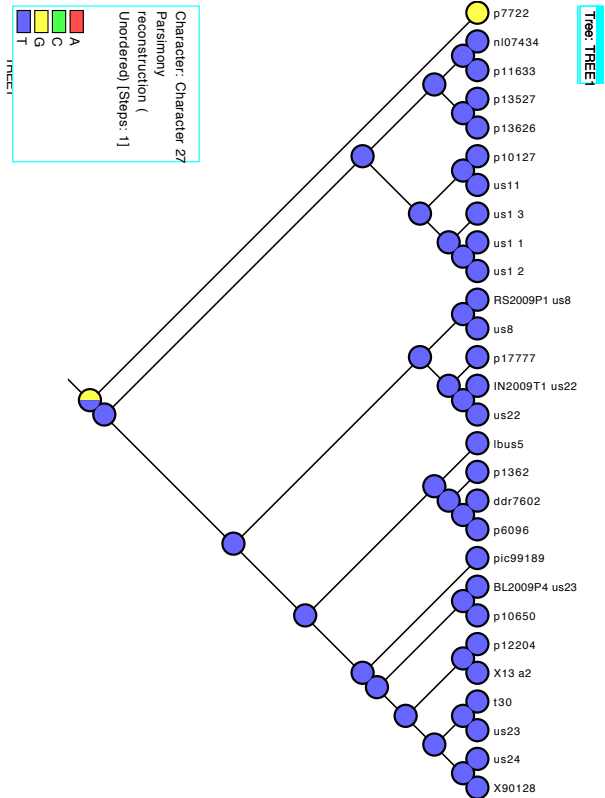 Tree: TREE1
p7722
nl07434
p11633
p13527
p13626
p10127
us11
us1 3
us1 1
us1 2
RS2009P1 us8
us8
p17777
IN2009T1 us22
us22
lbus5
p1362
ddr7602
p6096
pic99189
BL2009P4 us23
p10650
p12204
X13 a2
t30
us23
us24
X90128
Character: Character 27
Parsimony
reconstruction (
Unordered) [Steps: 1]
A
C
G
T